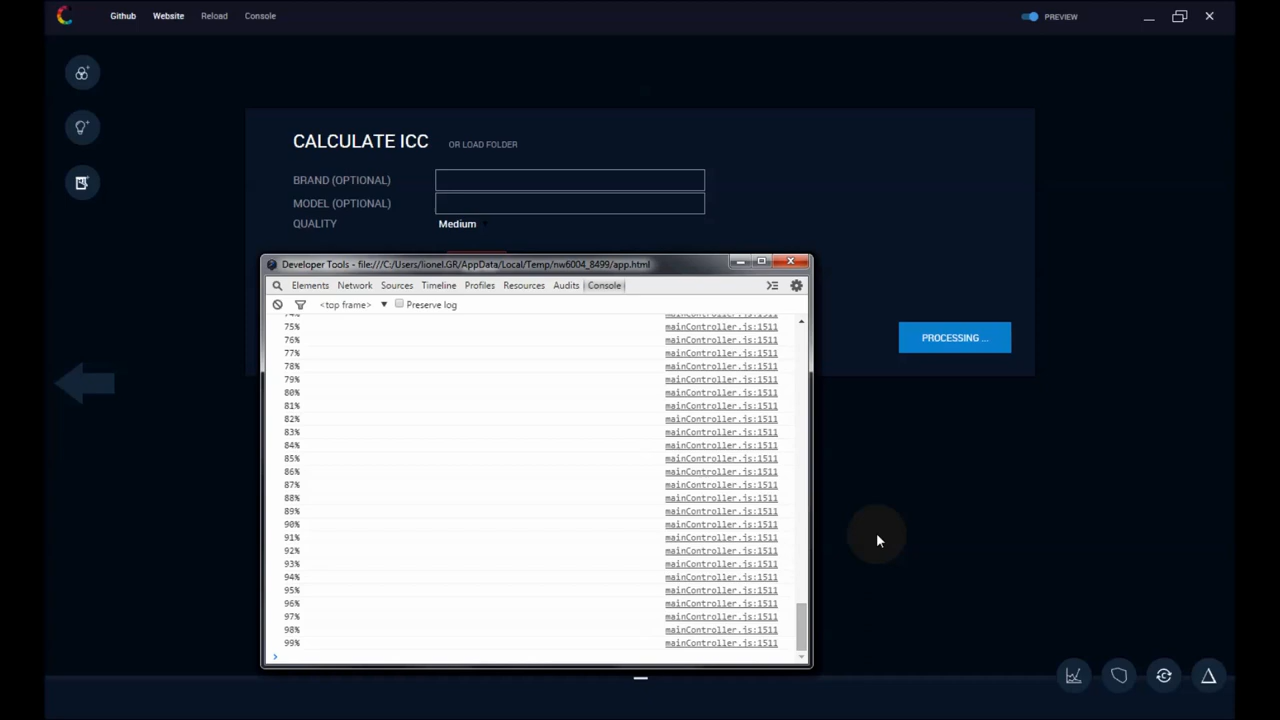 Github Website Reload Console PREVIEW
CALCULATE ICC OR LOAD FOLDER
BRAND (OPTIONAL)
MODEL (OPTIONAL)
QUALITY Medium
Developer Tools - file:///C:/Users/lionel.GR/AppData/Local/Temp/nw6004_8499/app.html
Elements Network Sources Timeline Profiles Resources Audits Console
<top frame> Preserve log
74% mainController.js:1511
75% mainController.js:1511
76% mainController.js:1511
PROCESSING ...
77% mainController.js:1511
78% mainController.js:1511
79% mainController.js:1511
80% mainController.js:1511
81% mainController.js:1511
82% mainController.js:1511
83% mainController.js:1511
84% mainController.js:1511
85% mainController.js:1511
86% mainController.js:1511
87% mainController.js:1511
88% mainController.js:1511
89% mainController.js:1511
90% mainController.js:1511
91% mainController.js:1511
92% mainController.js:1511
93% mainController.js:1511
94% mainController.js:1511
95% mainController.js:1511
96% mainController.js:1511
97% mainController.js:1511
98% mainController.js:1511
99% mainController.js:1511